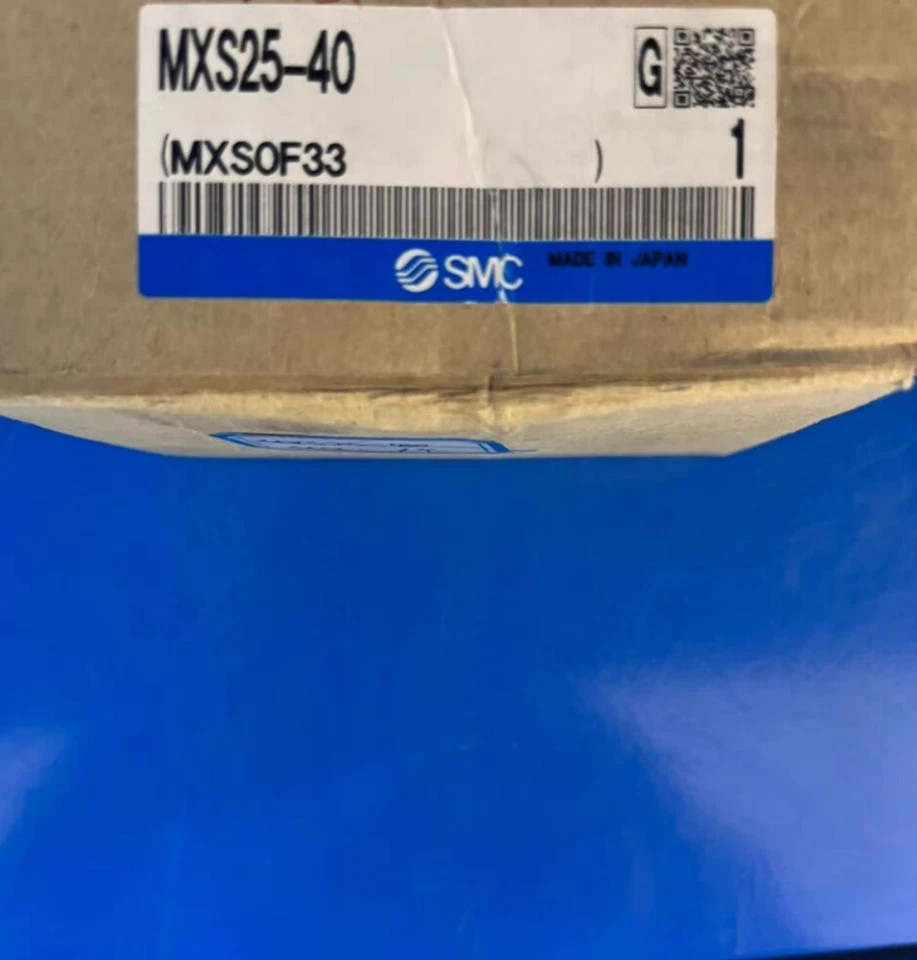 MXS25-40
G
(MXSOF33 )
1
SMC
MADE IN JAPAN